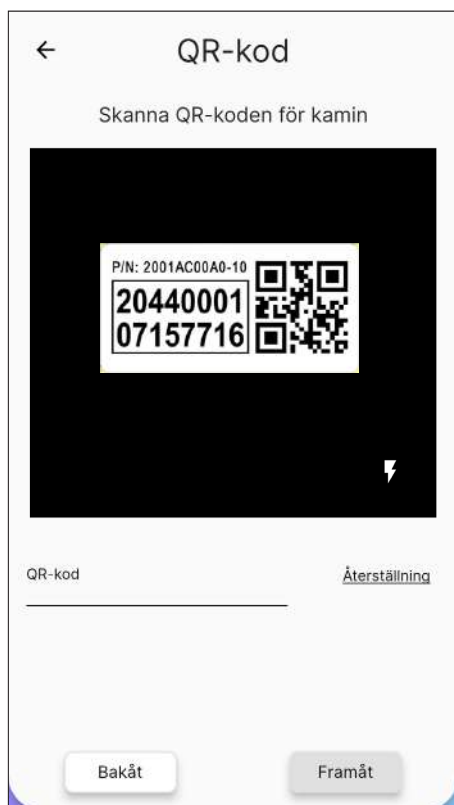 QR-kod
Skanna QR-koden för kamin
P/N: 2001AC00A0-10
20440001
07157716
QR-kod
Återställning
Bakåt
Framåt